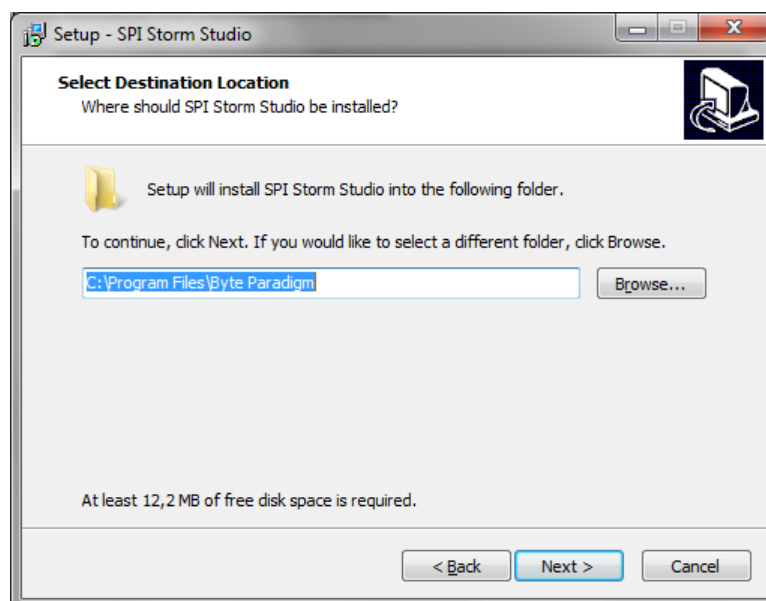 Setup - SPI Storm Studio
Select Destination Location
Where should SPI Storm Studio be installed?
Setup will install SPI Storm Studio into the following folder.
To continue, click Next. If you would like to select a different folder, click Browse.
C:\Program Files\Byte Paradigm
Browse...
At least 12,2 MB of free disk space is required.
< Back
Next >
Cancel